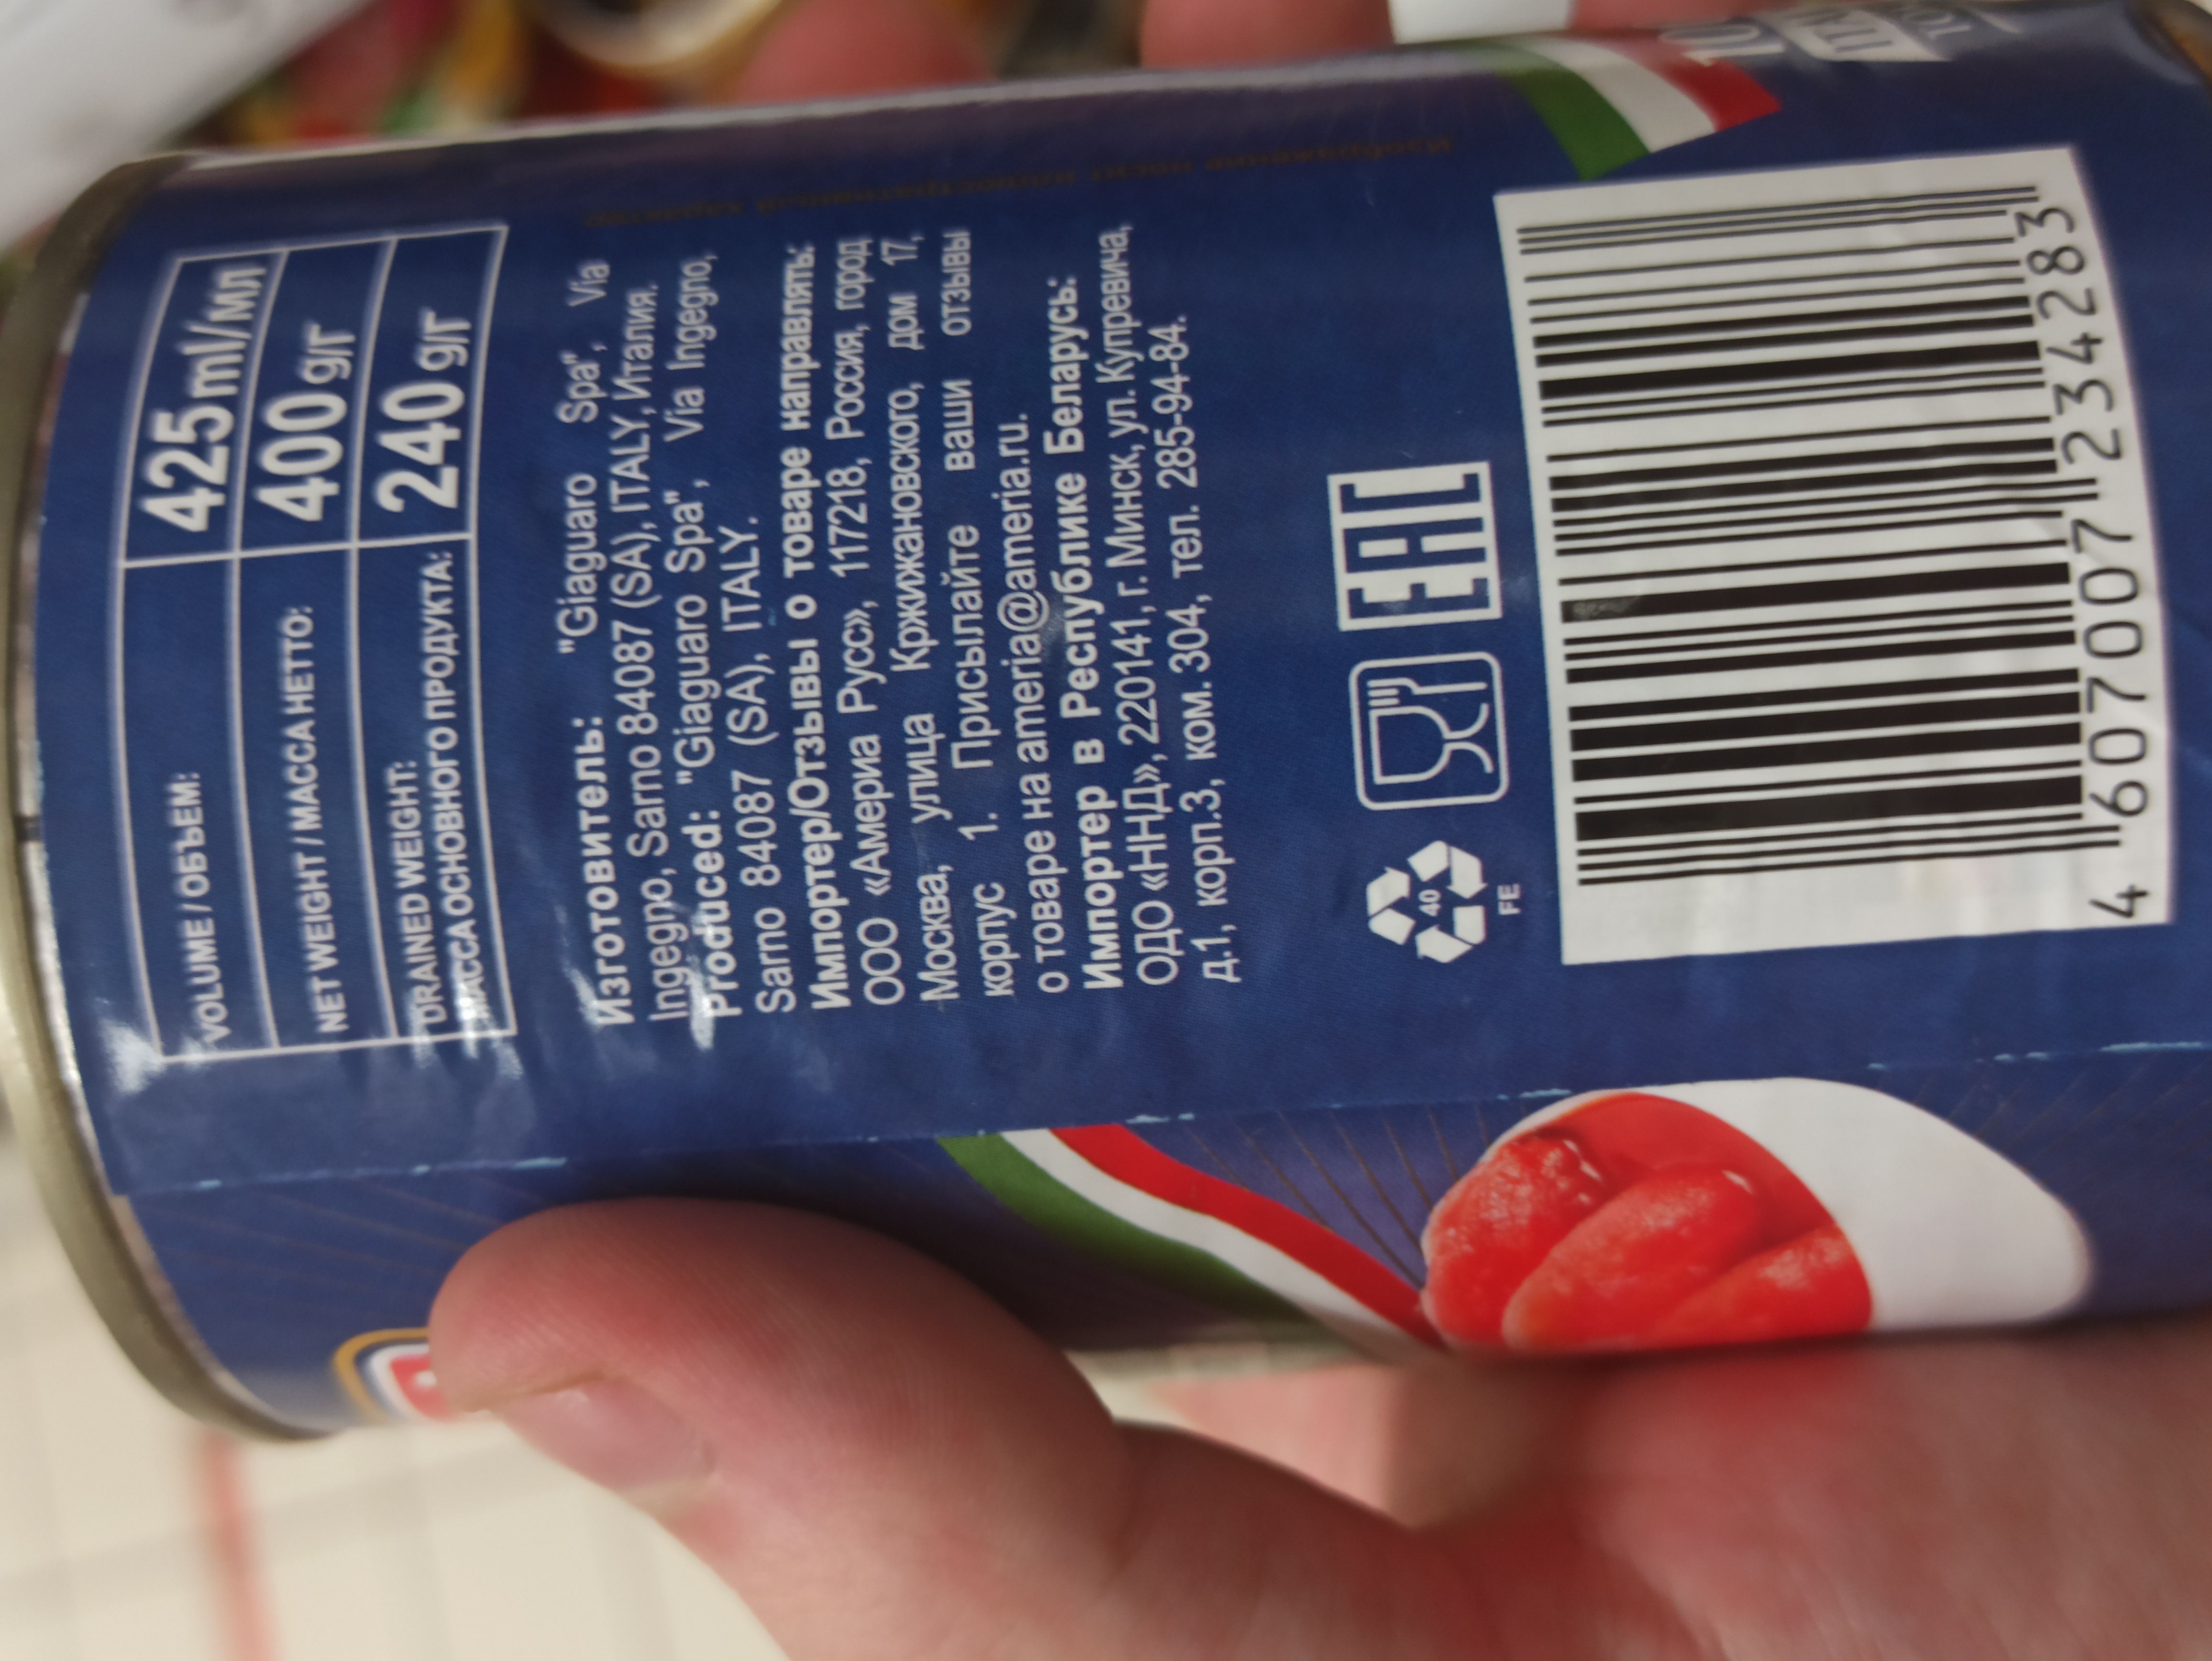 VOLUME / ОБЪЕМ: 425 ml/мл
NET WEIGHT / МАССА НЕТТО: 400 g/г
DRAINED WEIGHT:
МАССА ОСНОВНОГО ПРОДУКТА: 240 g/г
Изготовитель: "Giaguaro Spa", Via
Ingegno, Sarno 84087 (SA), ITALY, Италия.
Produced: "Giaguaro Spa", Via Ingegno,
Sarno 84087 (SA), ITALY.
Импортер/Отзывы о товаре направлять:
ООО «Америа Русс», 117218, Россия, город
Москва, улица Кржижановского, дом 17,
корпус 1. Присылайте ваши отзывы
о товаре на ameria@ameria.ru.
Импортер в Республике Беларусь:
ОДО «ННД», 220141, г. Минск, ул. Купревича,
д.1, корп.3, ком. 304, тел. 285-94-84.
40
FE
EAC
4 607007 234283